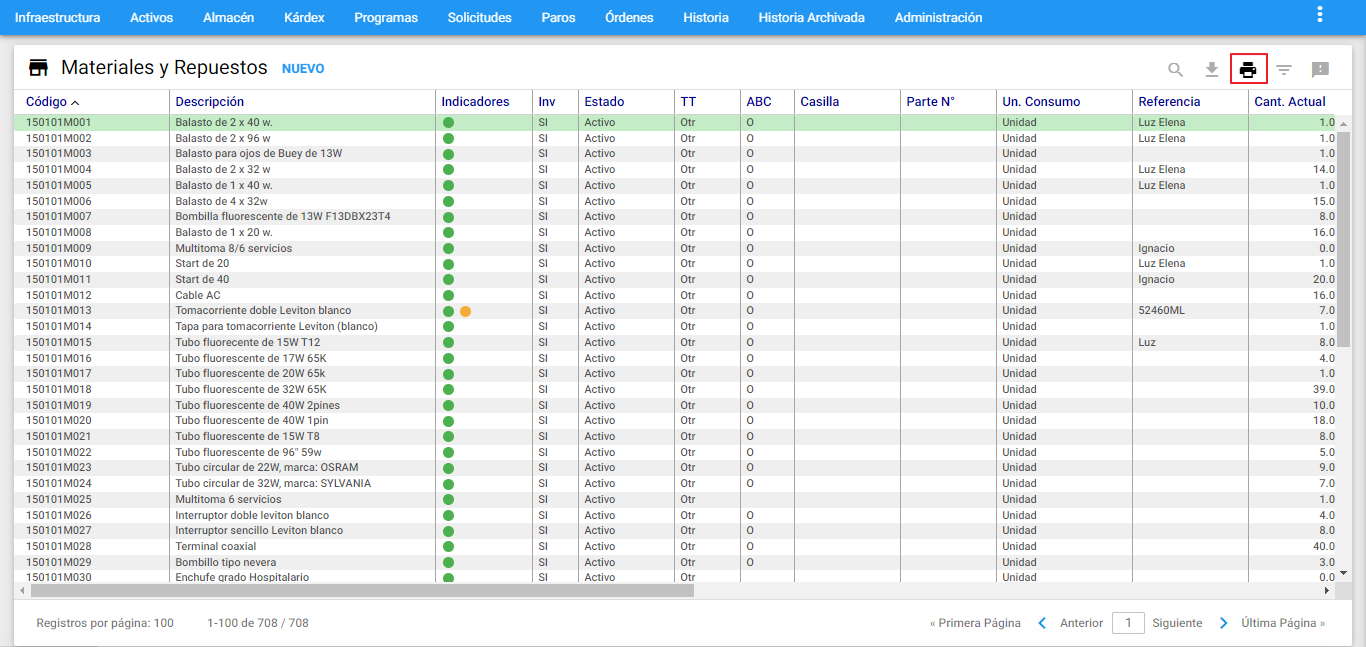 Infraestructura Activos Almacén Kárdex Programas Solicitudes Paros Órdenes Historia Historia Archivada Administración
Materiales y Repuestos NUEVO
Código Descripción Indicadores Inv Estado TT ABC Casilla Parte N° Un. Consumo Referencia Cant. Actual
150101M001 Balasto de 2 x 40 w. SI Activo Otr O Unidad Luz Elena 1.0
150101M002 Balasto de 2 x 96 w SI Activo Otr O Unidad Luz Elena 1.0
150101M003 Balasto para ojos de Buey de 13W SI Activo Otr O Unidad 1.0
150101M004 Balasto de 2 x 32 w SI Activo Otr O Unidad Luz Elena 14.0
150101M005 Balasto de 1 x 40 w. SI Activo Otr O Unidad Luz Elena 1.0
150101M006 Balasto de 4 x 32w SI Activo Otr O Unidad 15.0
150101M007 Bombilla fluorescente de 13W F13DBX23T4 SI Activo Otr O Unidad 8.0
150101M008 Balasto de 1 x 20 w. SI Activo Otr O Unidad 16.0
150101M009 Multitoma 8/6 servicios SI Activo Otr O Unidad Ignacio 0.0
150101M010 Start de 20 SI Activo Otr O Unidad Luz Elena 1.0
150101M011 Start de 40 SI Activo Otr O Unidad Ignacio 20.0
150101M012 Cable AC SI Activo Otr O Unidad 16.0
150101M013 Tomacorriente doble Leviton blanco SI Activo Otr O Unidad 52460ML 7.0
150101M014 Tapa para tomacorriente Leviton (blanco) SI Activo Otr O Unidad 1.0
150101M015 Tubo fluorecente de 15W T12 SI Activo Otr O Unidad Luz 8.0
150101M016 Tubo fluorescente de 17W 65K SI Activo Otr O Unidad 4.0
150101M017 Tubo fluorescente de 20W 65k SI Activo Otr O Unidad 1.0
150101M018 Tubo fluorescente de 32W 65K SI Activo Otr O Unidad 39.0
150101M019 Tubo fluorescente de 40W 2pines SI Activo Otr O Unidad 10.0
150101M020 Tubo fluorescente de 40W 1pin SI Activo Otr O Unidad 18.0
150101M021 Tubo fluorescente de 15W T8 SI Activo Otr O Unidad 8.0
150101M022 Tubo fluorescente de 96" 59w SI Activo Otr O Unidad 5.0
150101M023 Tubo circular de 22W, marca: OSRAM SI Activo Otr O Unidad 9.0
150101M024 Tubo circular de 32W, marca: SYLVANIA SI Activo Otr O Unidad 7.0
150101M025 Multitoma 6 servicios SI Activo Otr Unidad 1.0
150101M026 Interruptor doble leviton blanco SI Activo Otr O Unidad 4.0
150101M027 Interruptor sencillo Leviton blanco SI Activo Otr O Unidad 8.0
150101M028 Terminal coaxial SI Activo Otr O Unidad 40.0
150101M029 Bombillo tipo nevera SI Activo Otr O Unidad 3.0
150101M030 Enchufe grado Hospitalario SI Activo Otr Unidad 0.0
Registros por página: 100 1-100 de 708 / 708 « Primera Página Anterior 1 Siguiente Última Página »